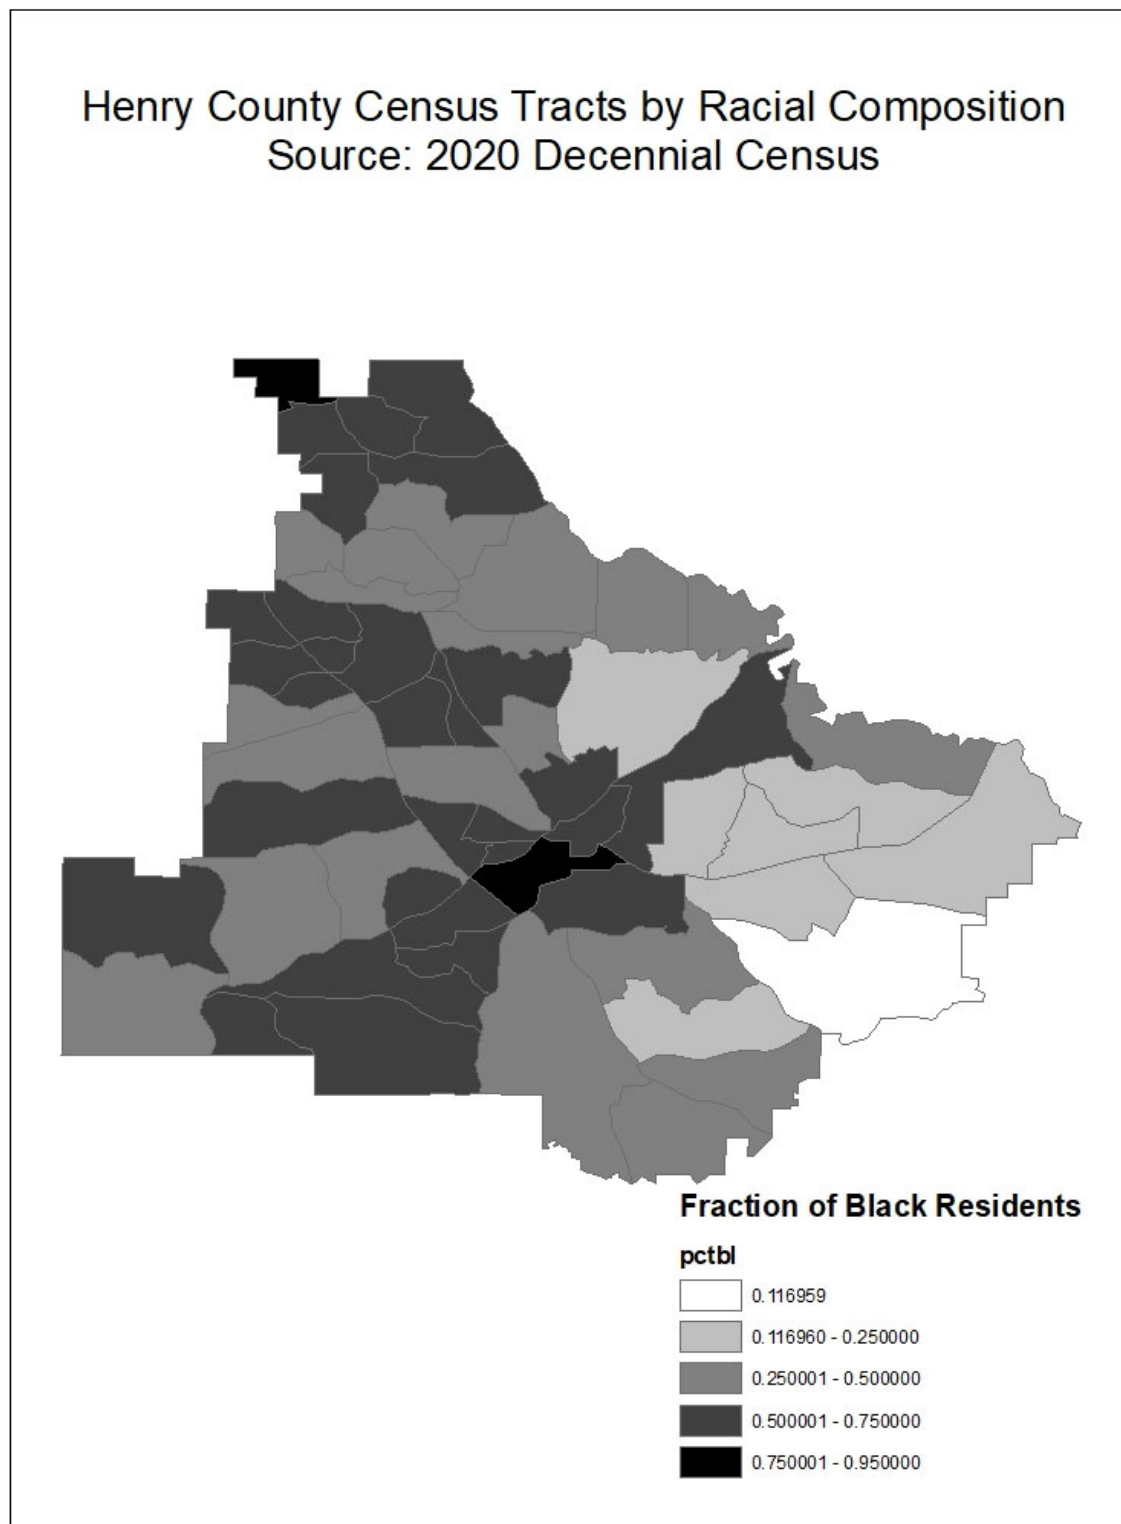 Henry County Census Tracts by Racial Composition
Source: 2020 Decennial Census
Fraction of Black Residents
pctbl
0.116959
0.116960 - 0.250000
0.250001 - 0.500000
0.500001 - 0.750000
0.750001 - 0.950000